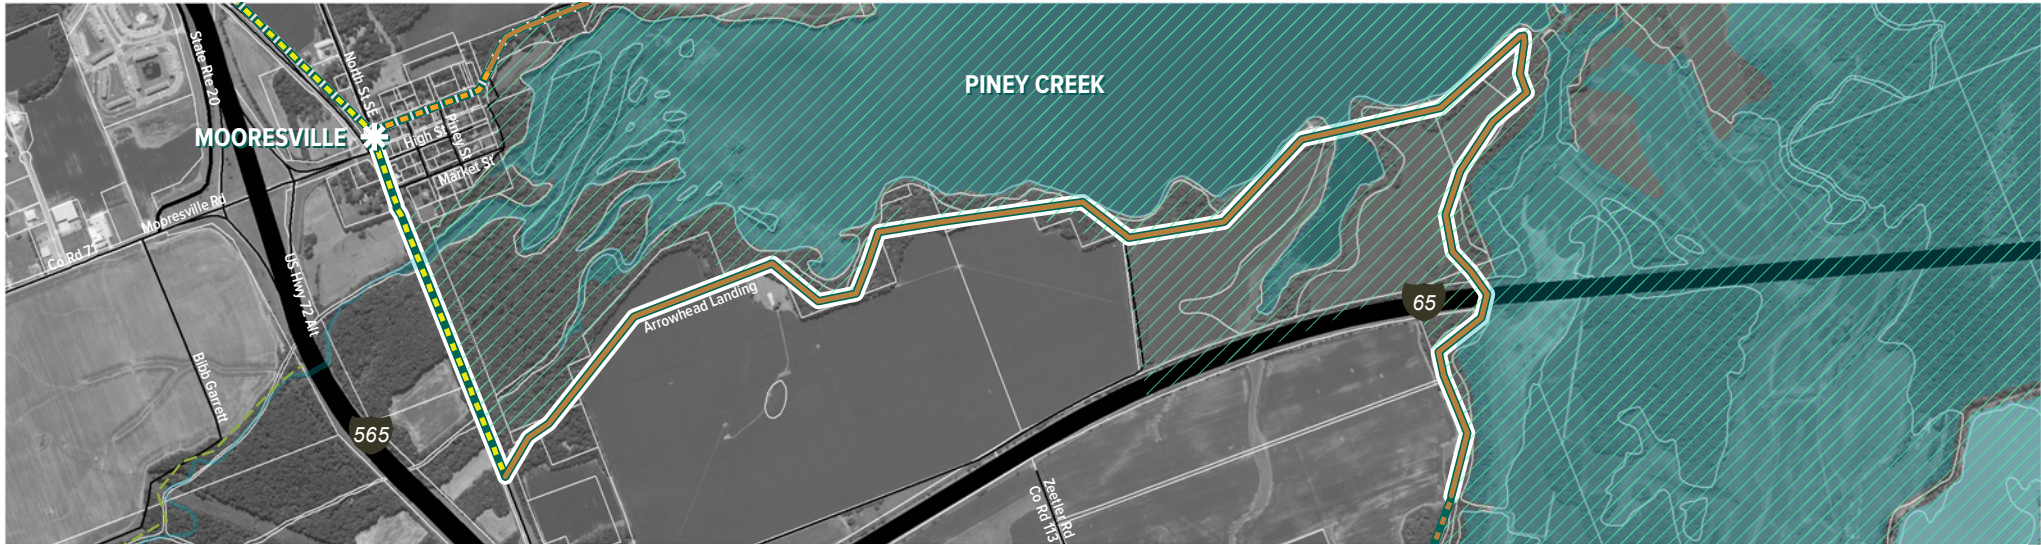 State Rte 20
North St SE
PINEY CREEK
MOORESVILLE
High St
Piney St
Market St
Mooresville Rd
Co Rd 71
US Hwy 72 Alt
Arrowhead Landing
65
Bibb Garrett
565
Zeetler Rd
Co Rd 113